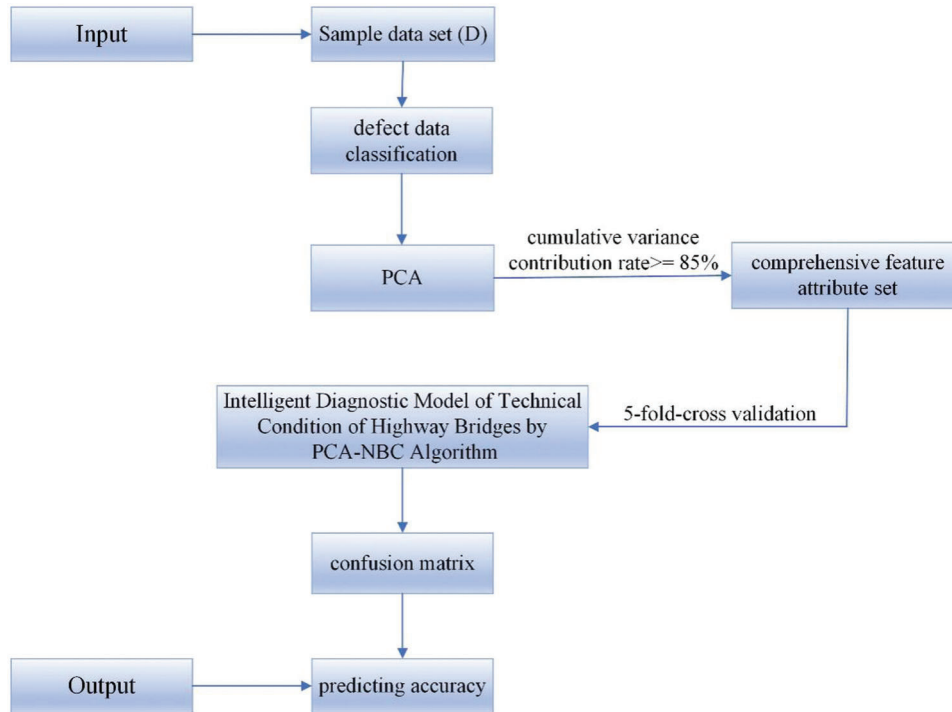 Input
Sample data set (D)
defect data
classification
PCA
cumulative variance
contribution rate>= 85%
comprehensive feature
attribute set
5-fold-cross validation
Intelligent Diagnostic Model of Technical
Condition of Highway Bridges by
PCA-NBC Algorithm
confusion matrix
Output
predicting accuracy